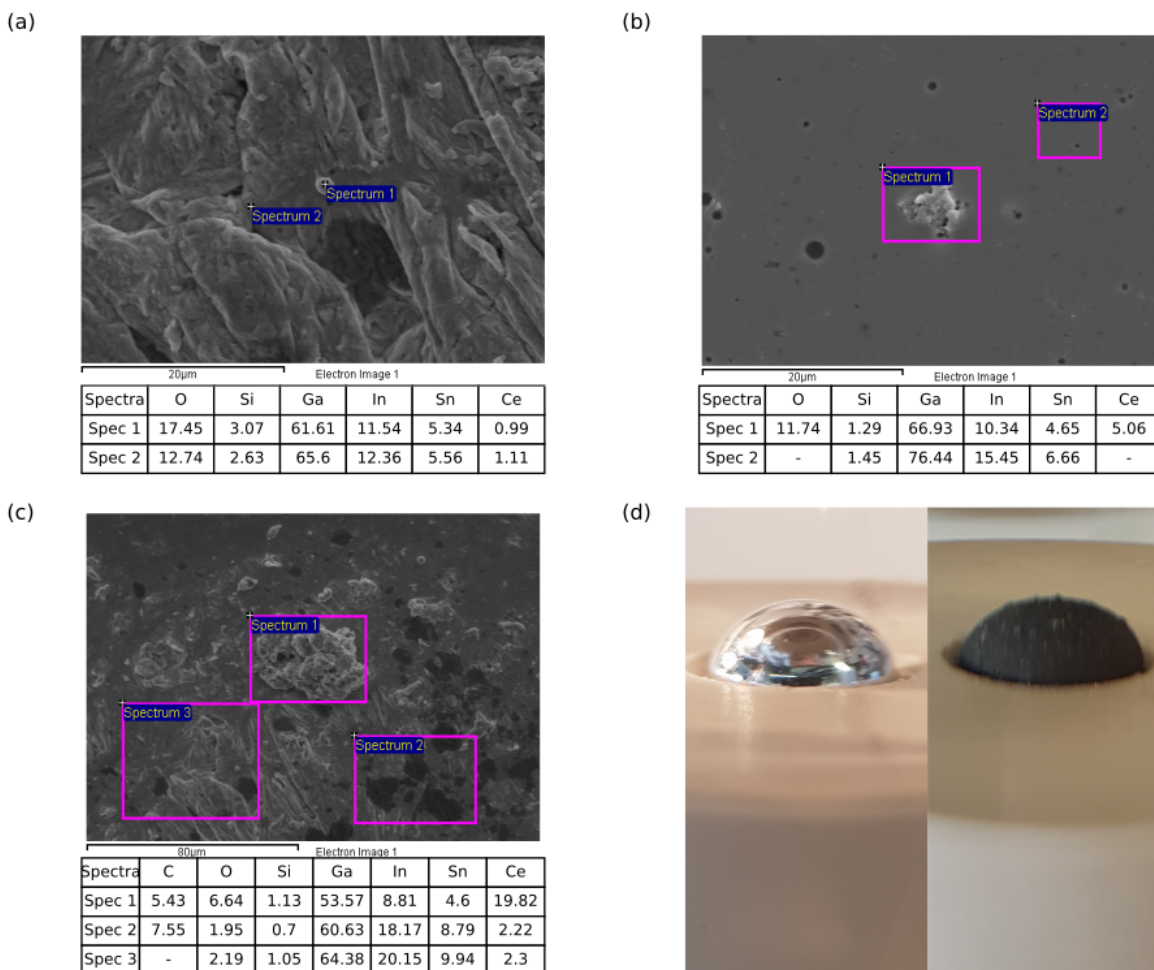 (a)
Spectrum 1
Spectrum 2
20µm
Electron Image 1
Spectra O Si Ga In Sn Ce
Spec 1 17.45 3.07 61.61 11.54 5.34 0.99
Spec 2 12.74 2.63 65.6 12.36 5.56 1.11
(b)
Spectrum 2
Spectrum 1
20µm
Electron Image 1
Spectra O Si Ga In Sn Ce
Spec 1 11.74 1.29 66.93 10.34 4.65 5.06
Spec 2 - 1.45 76.44 15.45 6.66 -
(c)
Spectrum 1
Spectrum 3
Spectrum 2
80µm
Electron Image 1
Spectra C O Si Ga In Sn Ce
Spec 1 5.43 6.64 1.13 53.57 8.81 4.6 19.82
Spec 2 7.55 1.95 0.7 60.63 18.17 8.79 2.22
Spec 3 - 2.19 1.05 64.38 20.15 9.94 2.3
(d)